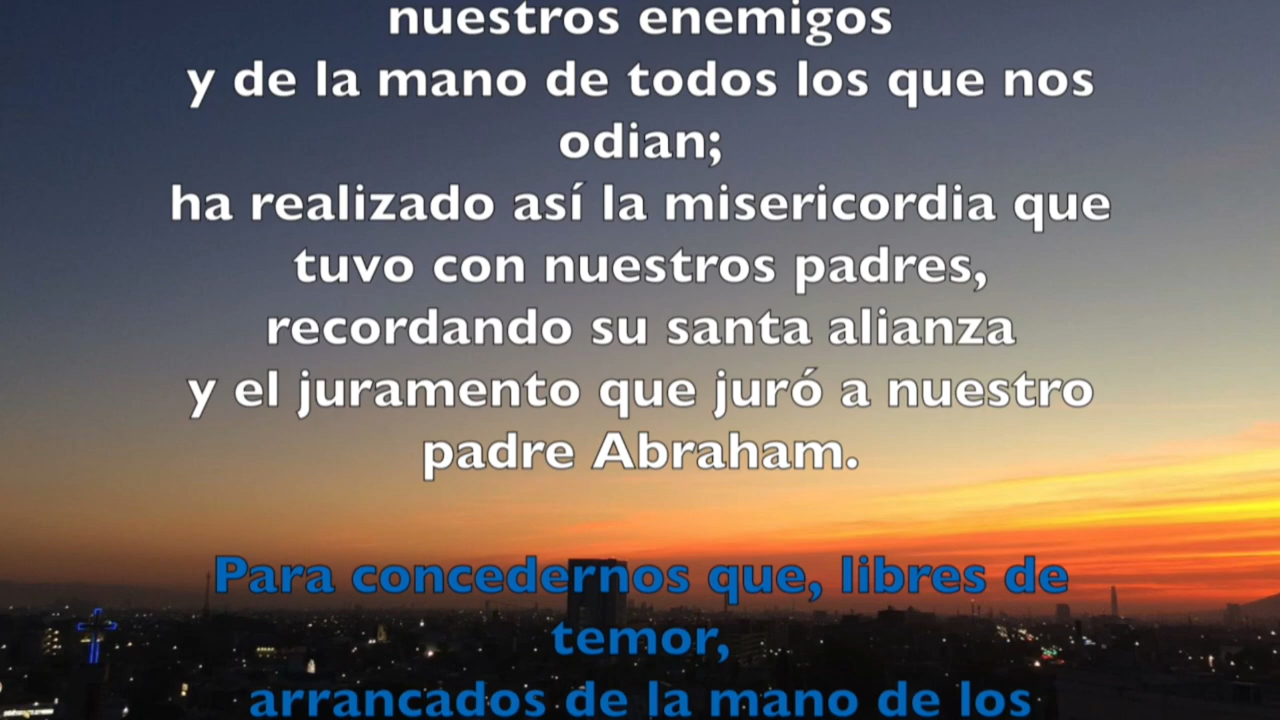 nuestros enemigos
y de la mano de todos los que nos
odian;
ha realizado así la misericordia que
tuvo con nuestros padres,
recordando su santa alianza
y el juramento que juró a nuestro
padre Abraham.
Para concedernos que, libres de
temor,
arrancados de la mano de los